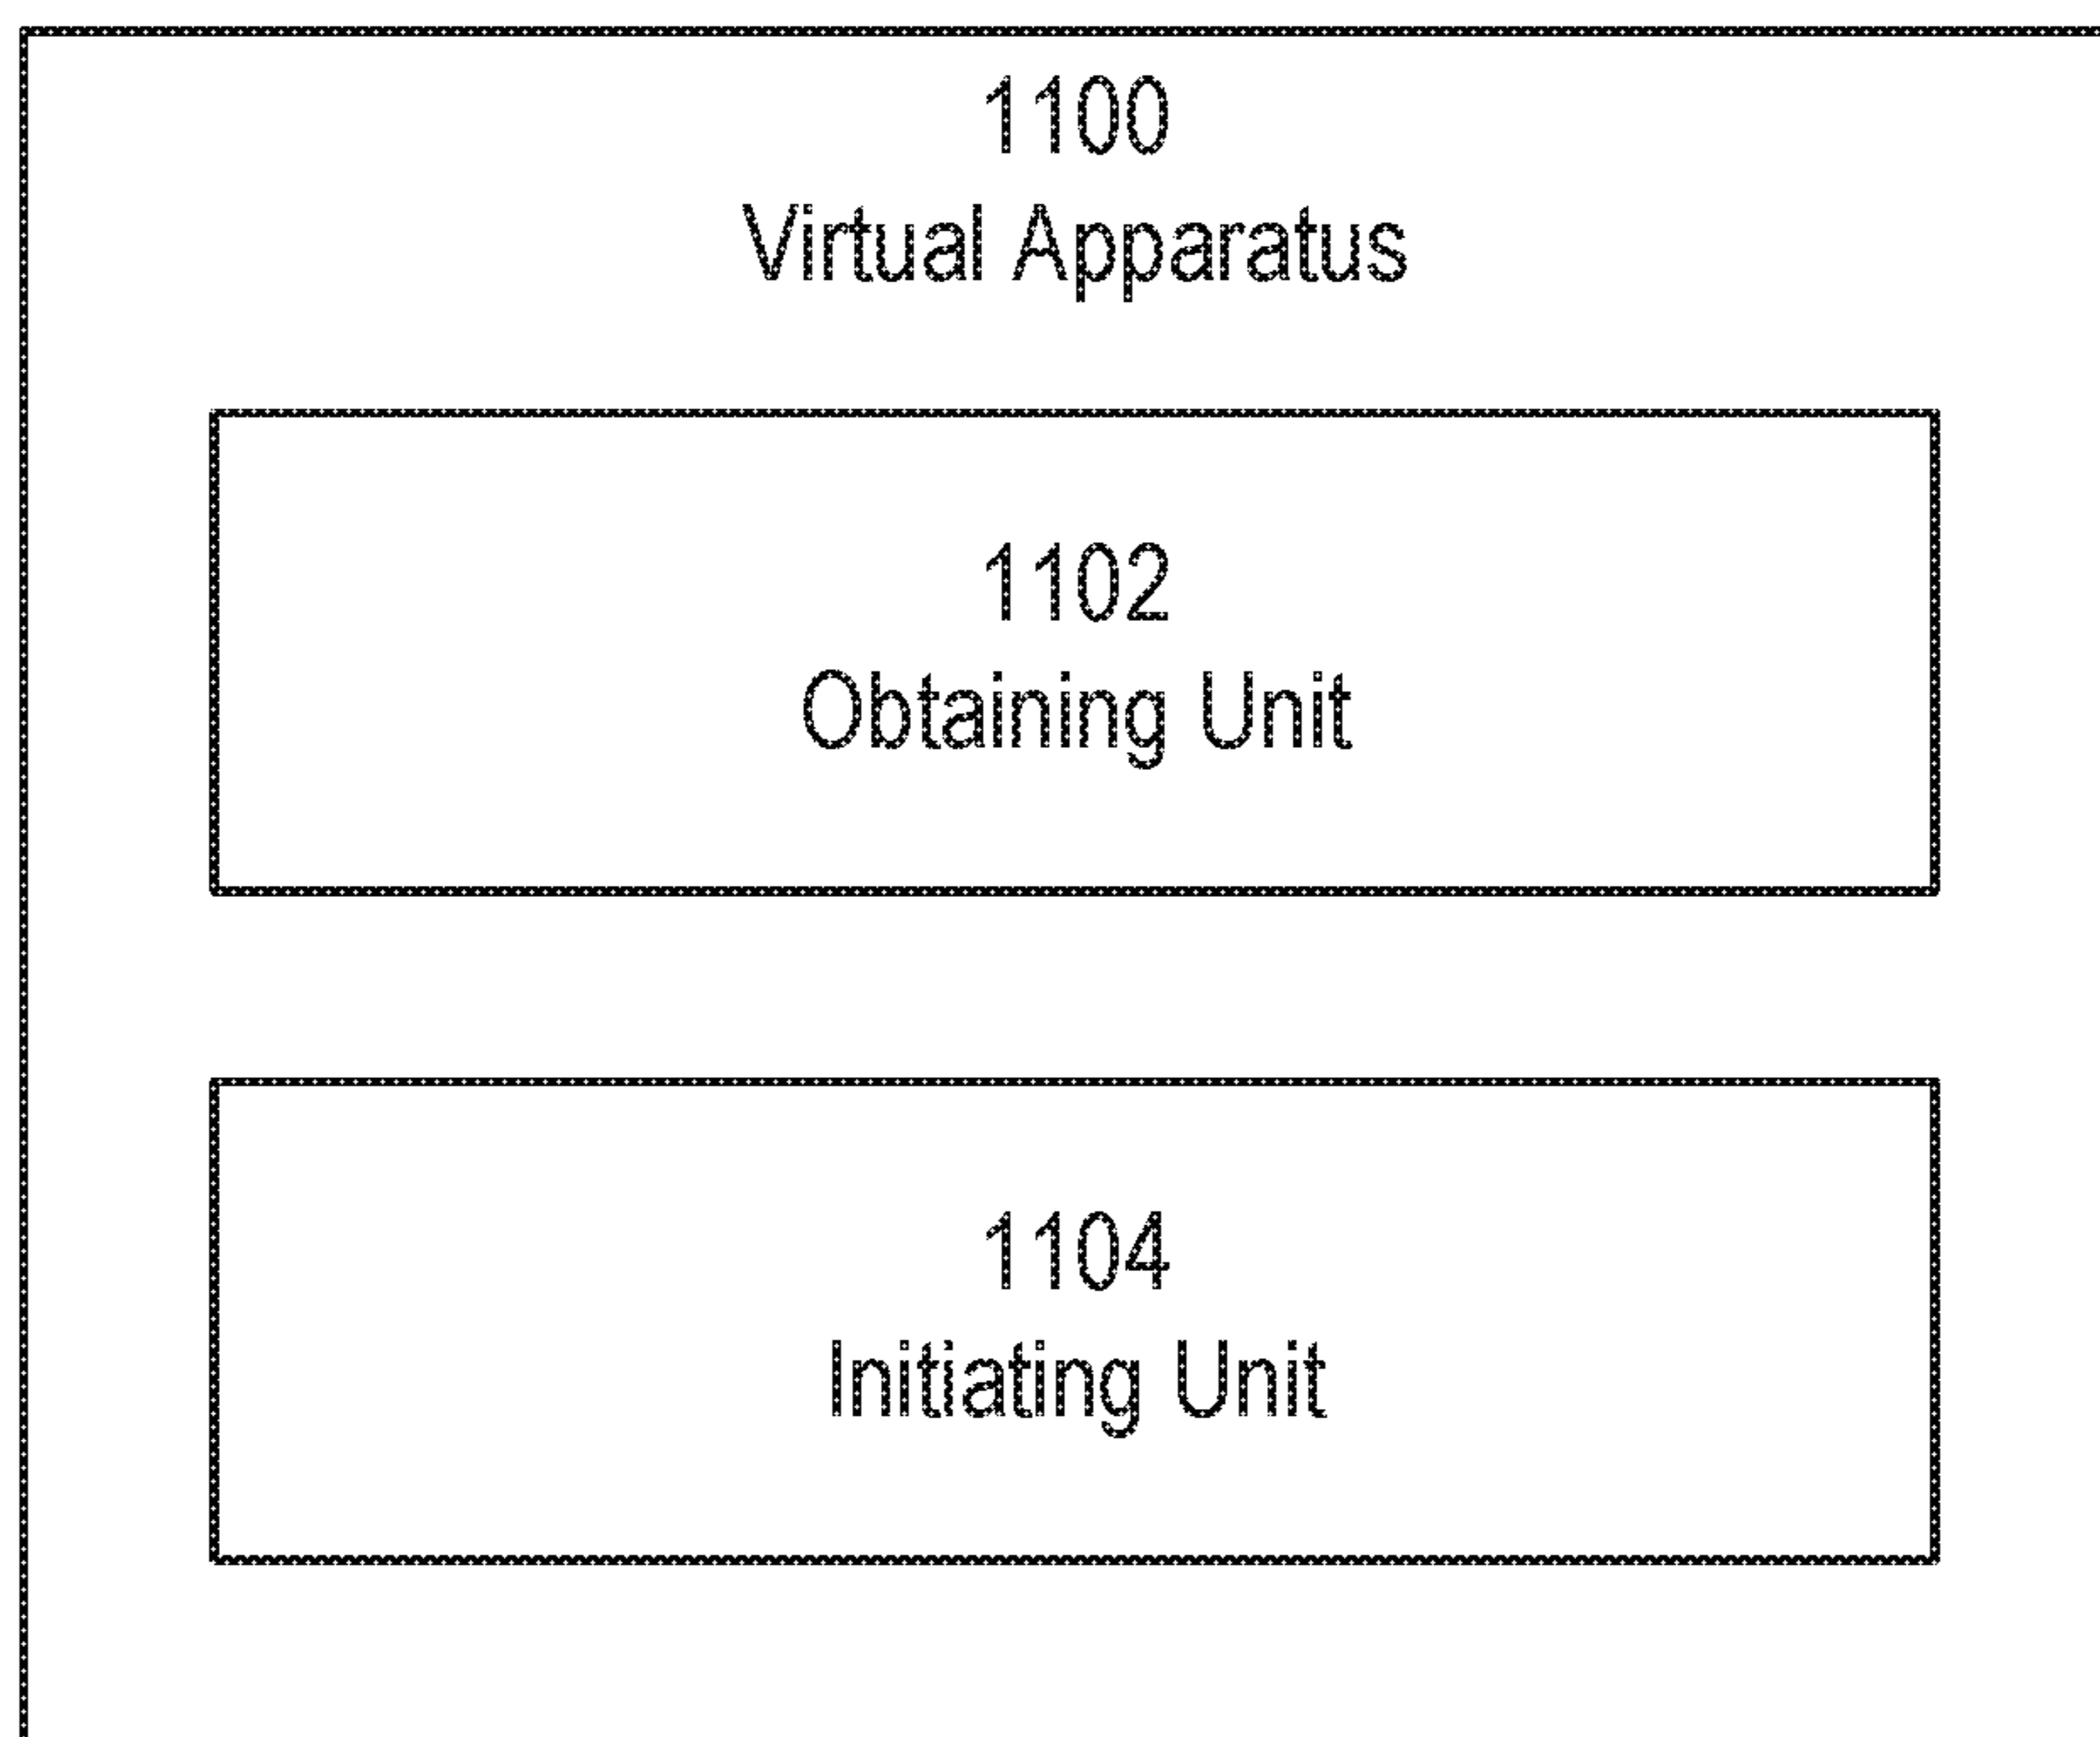 1100
Virtual Apparatus
1102
Obtaining Unit
1104
Initiating Unit